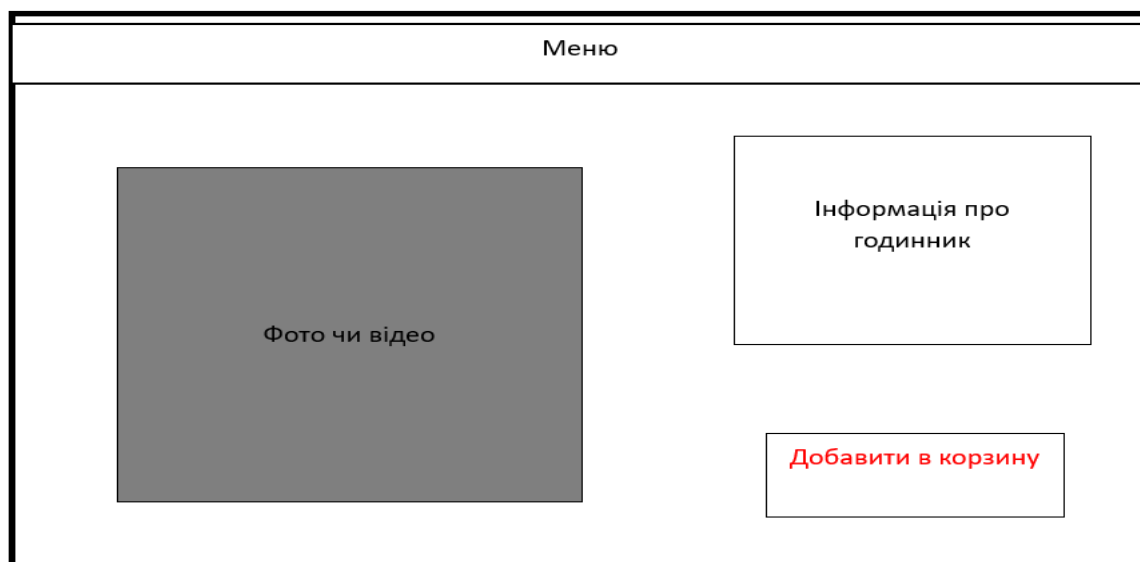 Меню
Інформація про
годинник
Фото чи відео
Добавити в корзину